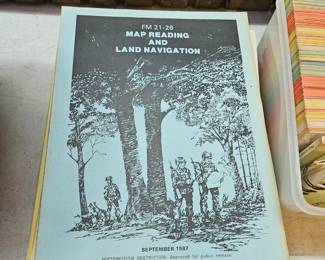 FM 21-26
MAP READING
AND
LAND NAVIGATION
SEPTEMBER 1987
DISTRIBUTION RESTRICTION: Approved for public release;